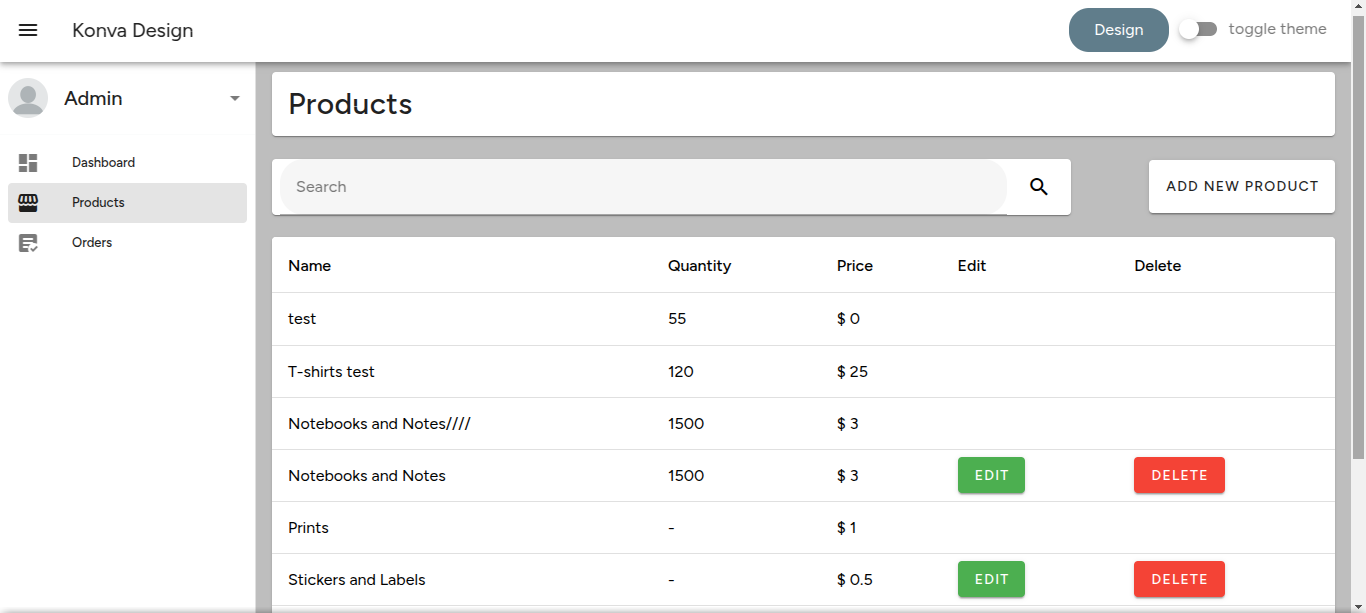 Konva Design Design toggle theme
Admin
Products
Dashboard
Products
Orders
Search
ADD NEW PRODUCT
Name Quantity Price Edit Delete
test 55 $ 0
T-shirts test 120 $ 25
Notebooks and Notes//// 1500 $ 3
Notebooks and Notes 1500 $ 3 EDIT DELETE
Prints - $ 1
Stickers and Labels - $ 0.5 EDIT DELETE